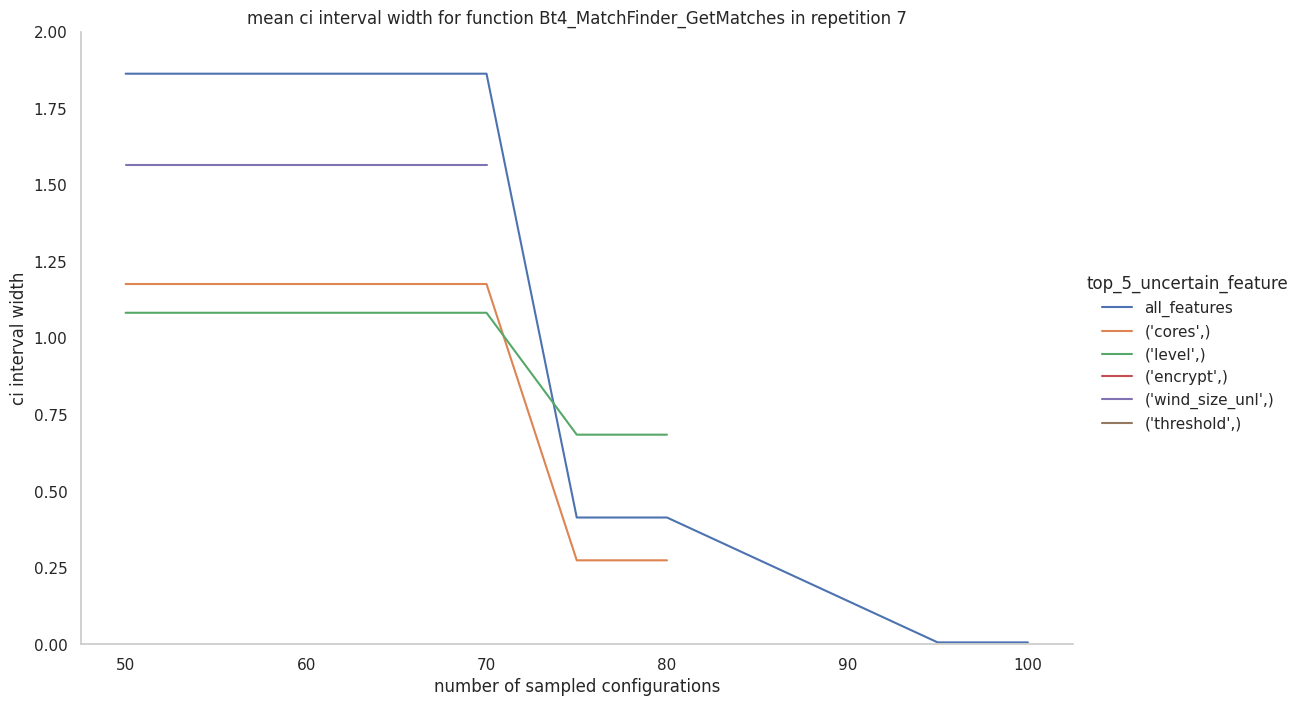 mean ci interval width for function Bt4_MatchFinder_GetMatches in repetition 7
2.00
1.75
1.50
1.25
1.00
0.75
0.50
0.25
0.00
ci interval width
50
60
70
80
90
100
number of sampled configurations
top_5_uncertain_feature
all_features
('cores',)
('level',)
('encrypt',)
('wind_size_unl',)
('threshold',)